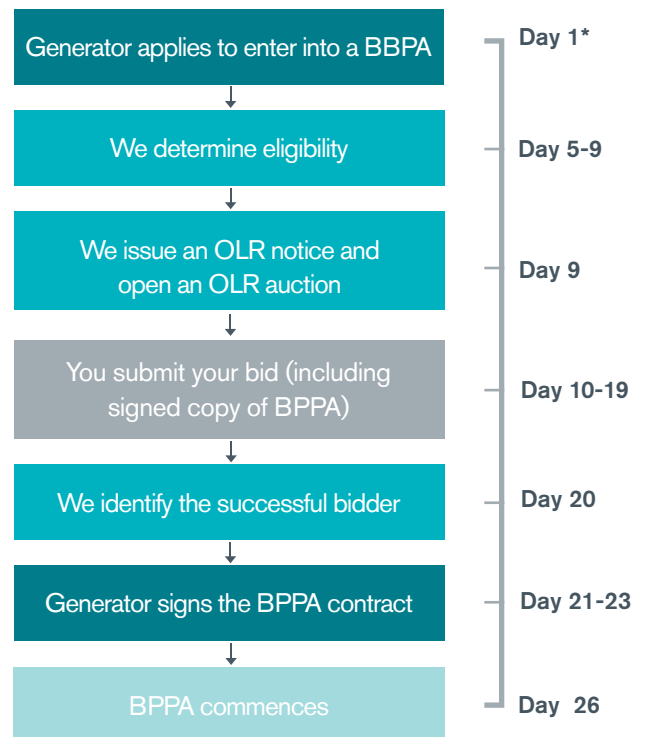 Generator applies to enter into a BBPA
Day 1*
We determine eligibility
Day 5-9
We issue an OLR notice and
open an OLR auction
Day 9
You submit your bid (including
signed copy of BPPA)
Day 10-19
We identify the successful bidder
Day 20
Generator signs the BPPA contract
Day 21-23
BPPA commences
Day 26